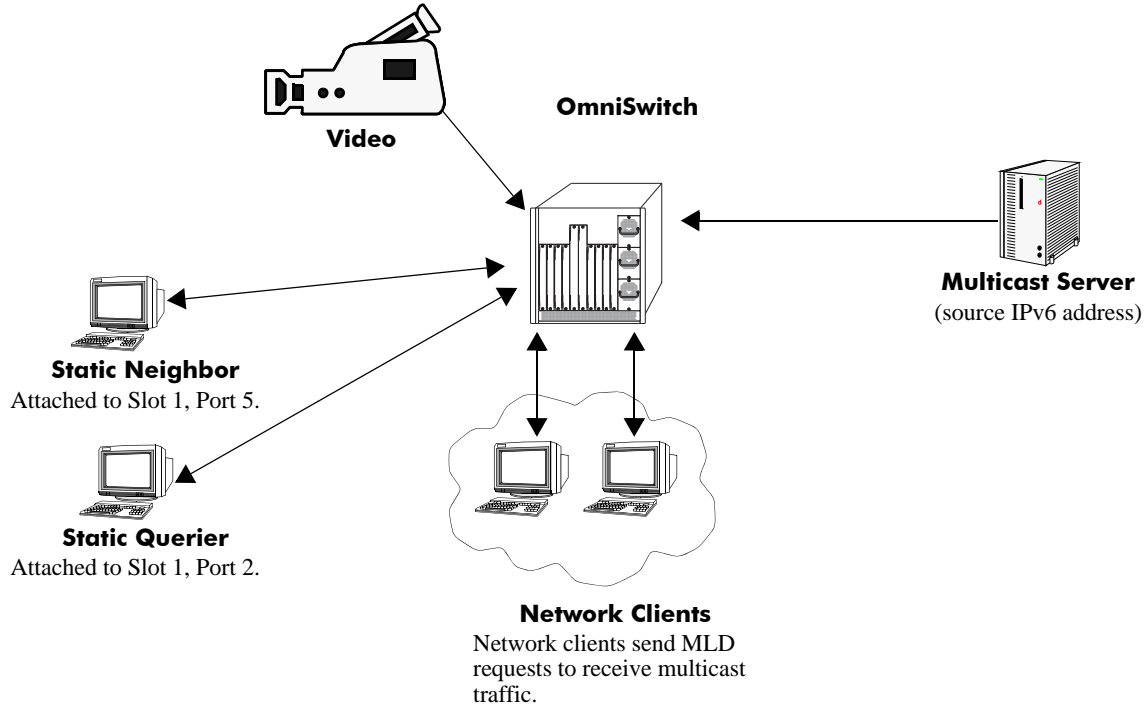 Video
OmniSwitch
Multicast Server
(source IPv6 address)
Static Neighbor
Attached to Slot 1, Port 5.
Static Querier
Attached to Slot 1, Port 2.
Network Clients
Network clients send MLD
requests to receive multicast
traffic.